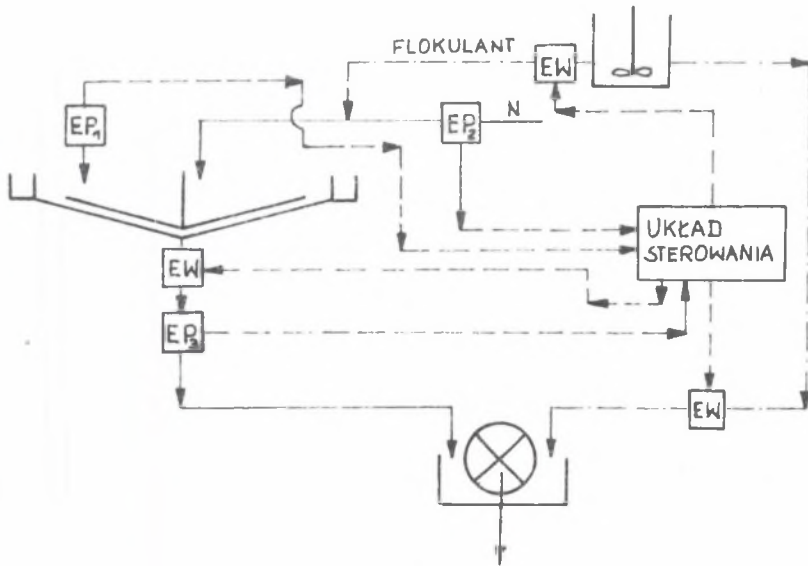 FLOKULANT
EW
EP1
EP2
N
UKŁAD
STEROWANIA
EW
EP3
EW